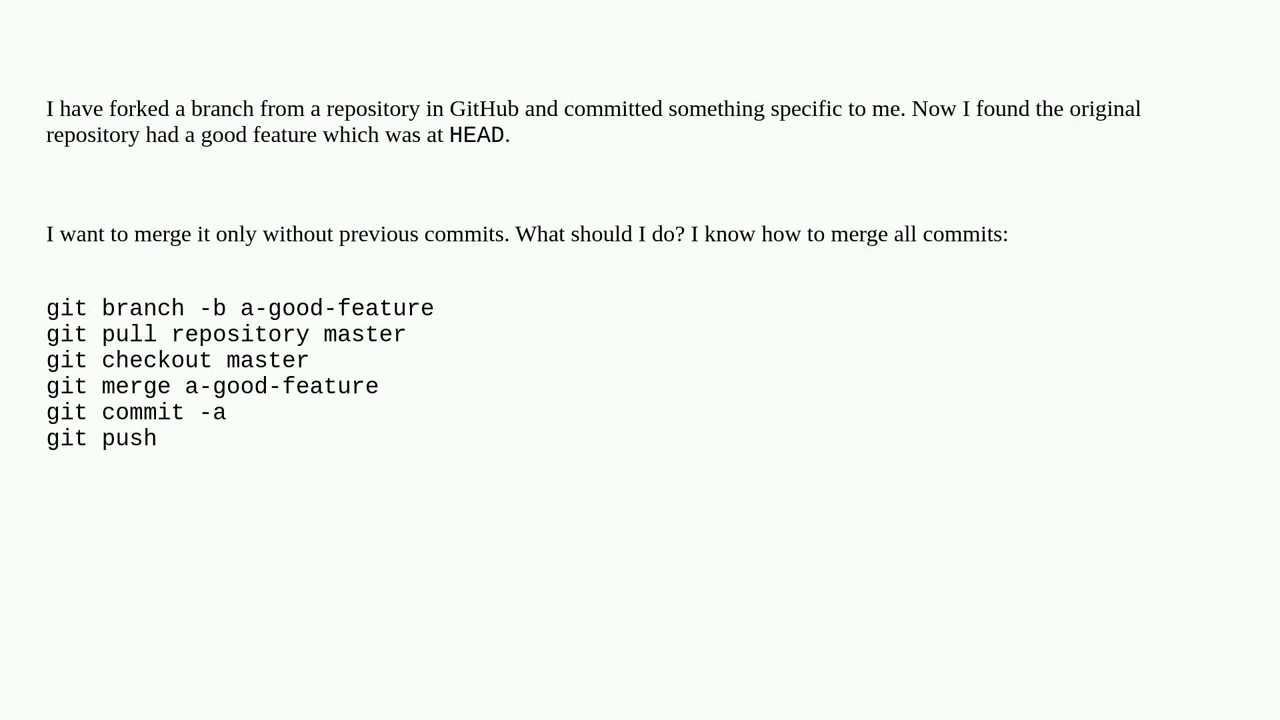 I have forked a branch from a repository in GitHub and committed something specific to me. Now I found the original
repository had a good feature which was at HEAD.
I want to merge it only without previous commits. What should I do? I know how to merge all commits:
git branch -b a-good-feature
git pull repository master
git checkout master
git merge a-good-feature
git commit -a
git push